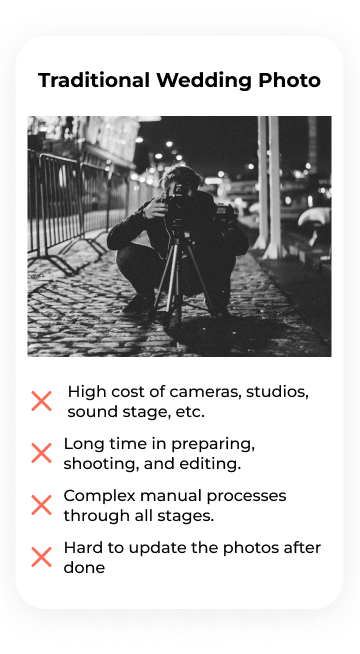 Traditional Wedding Photo
High cost of cameras, studios,
sound stage, etc.
Long time in preparing,
shooting, and editing.
Complex manual processes
through all stages.
Hard to update the photos after
done